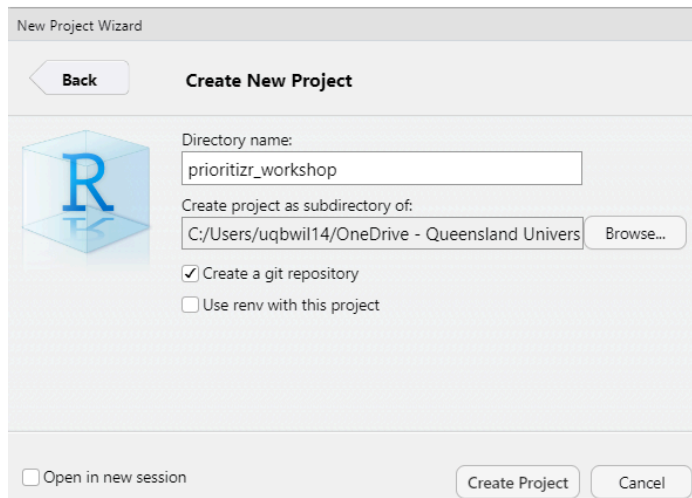 New Project Wizard
Back
Create New Project
R
Directory name:
prioritizr_workshop
Create project as subdirectory of:
C:/Users/uqbwil14/OneDrive - Queensland Univers
Browse...
Create a git repository
Use renv with this project
Open in new session
Create Project
Cancel